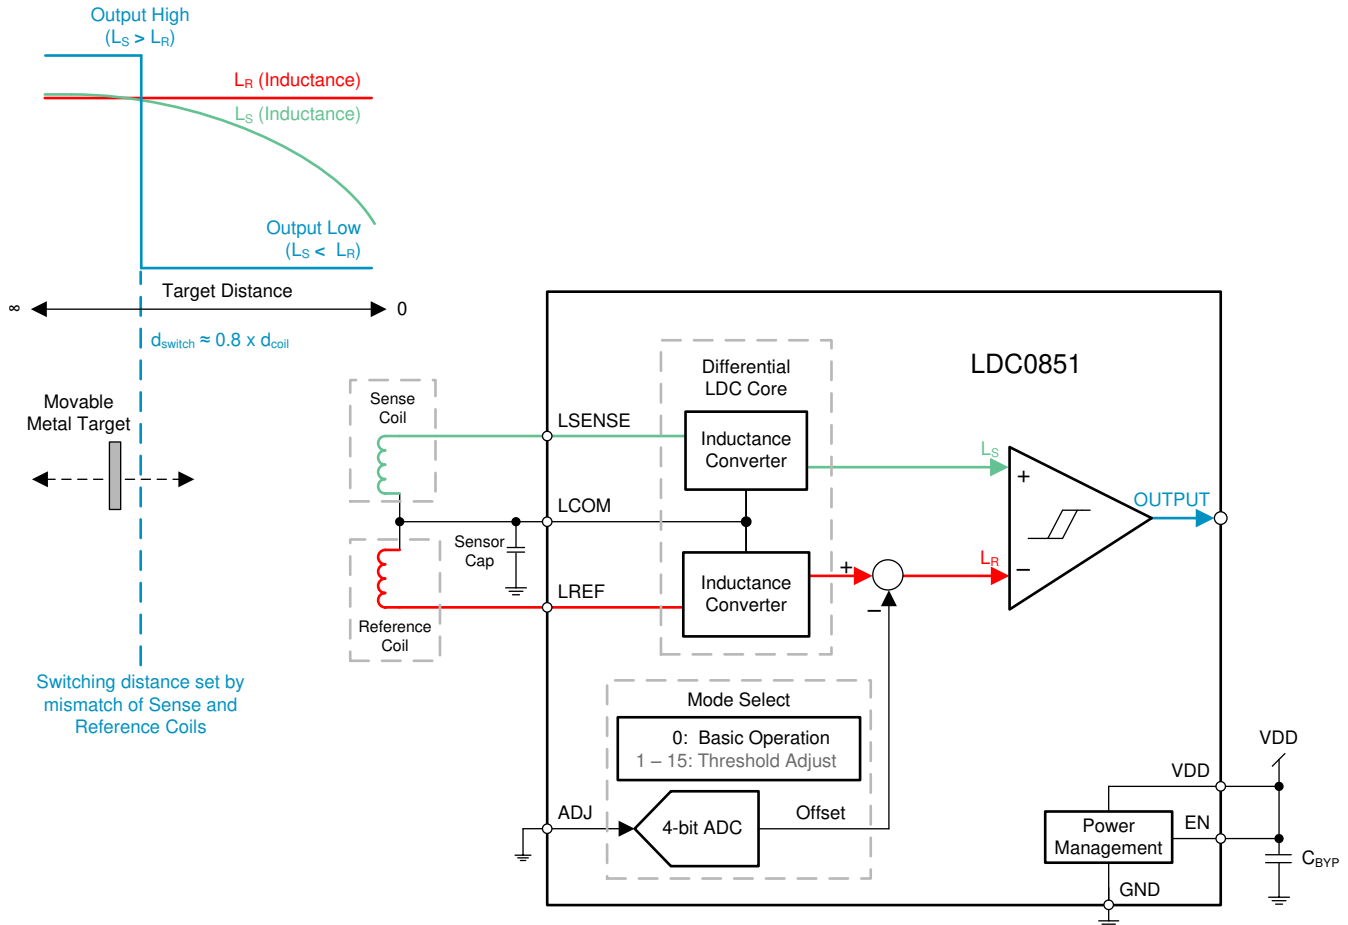 Output High
(LS > LR)
LR (Inductance)
LS (Inductance)
Output Low
(LS < LR)
Target Distance
∞
0
dswitch ≈ 0.8 x dcoil
Movable
Metal Target
Switching distance set by
mismatch of Sense and
Reference Coils
Sense
Coil
Reference
Coil
Sensor
Cap
LSENSE
LCOM
LREF
Differential
LDC Core
Inductance
Converter
Inductance
Converter
LDC0851
LS
+
OUTPUT
LR
−
+
−
Mode Select
0: Basic Operation
1 – 15: Threshold Adjust
ADJ
4-bit ADC
Offset
VDD
VDD
EN
Power
Management
GND
CBYP